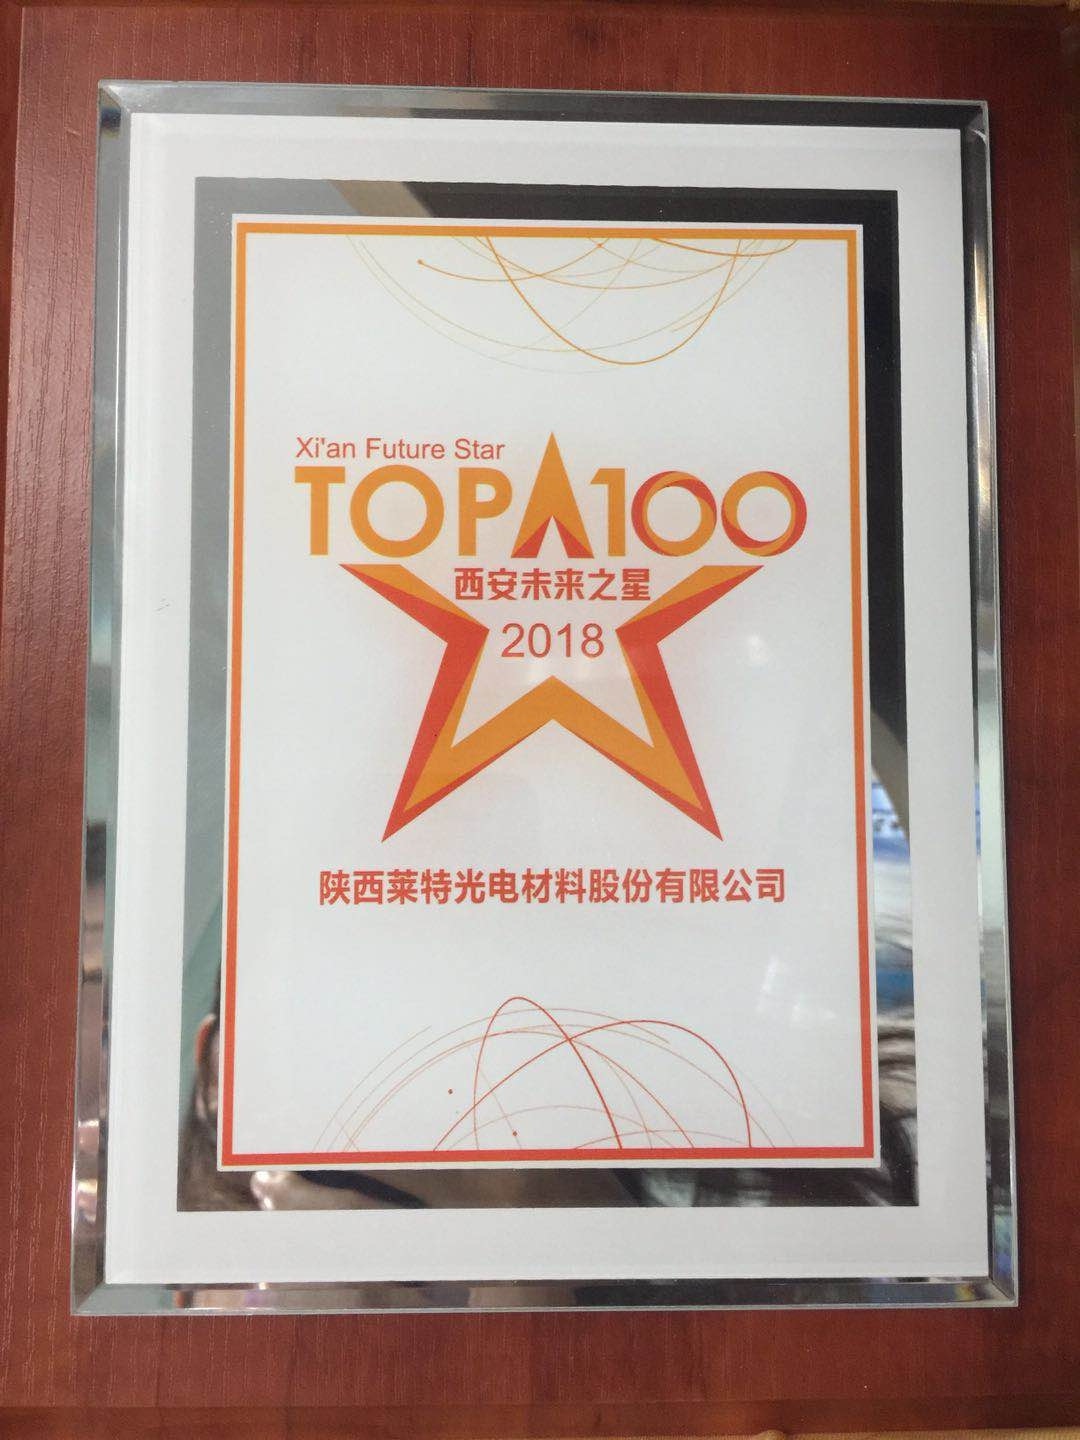 Xi'an Future Star
TOP100
西安未来之星
2018
陕西莱特光电材料股份有限公司